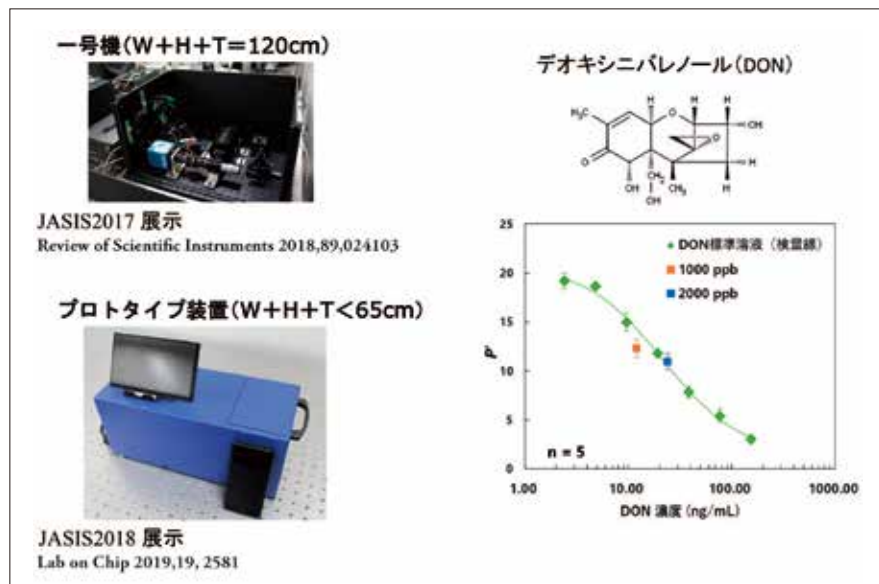 一号機(W+H+T=120cm)
JASIS2017 展示
Review of Scientific Instruments 2018,89,024103
プロトタイプ装置(W+H+T<65cm)
JASIS2018 展示
Lab on Chip 2019,19, 2581
デオキシニバレノール(DON)
H
H
H₃C
O
OH
O
O
H
OH
CH₂
CH₃
H
OH
25
20
15
10
5
0
P
DON標準溶液(検量線)
1000 ppb
2000 ppb
n = 5
1.00
10.00
100.00
1000.00
DON 濃度 (ng/mL)